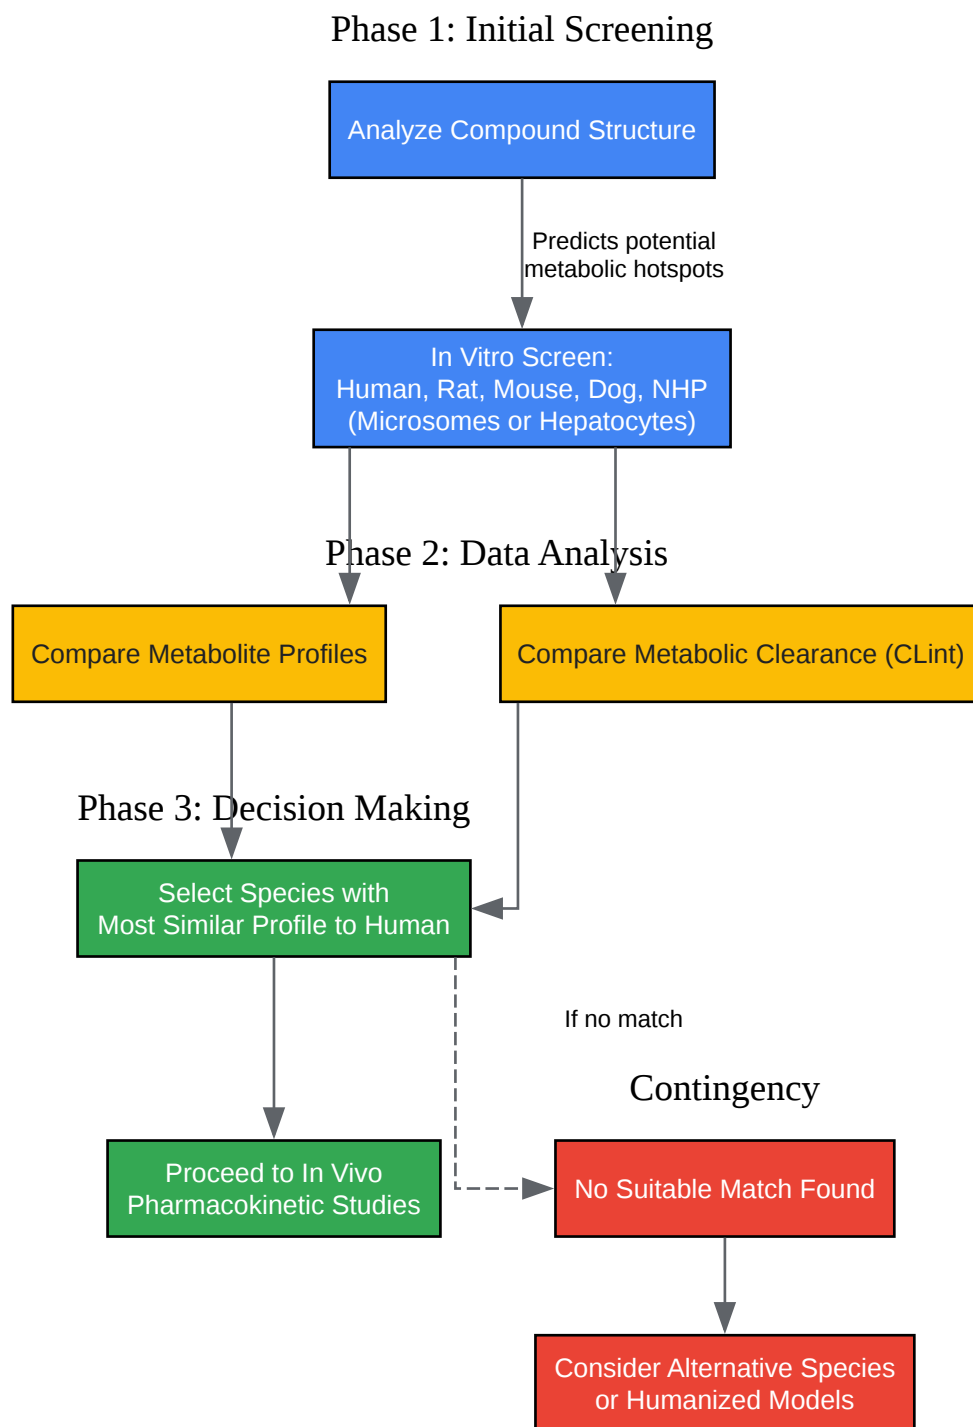 Phase 1: Initial Screening
Analyze Compound Structure
Predicts potential
metabolic hotspots
In Vitro Screen:
Human, Rat, Mouse, Dog, NHP
(Microsomes or Hepatocytes)
Phase 2: Data Analysis
Compare Metabolite Profiles
Compare Metabolic Clearance (CLint)
Phase 3: Decision Making
Select Species with
Most Similar Profile to Human
If no match
Contingency
Proceed to In Vivo
Pharmacokinetic Studies
No Suitable Match Found
Consider Alternative Species
or Humanized Models